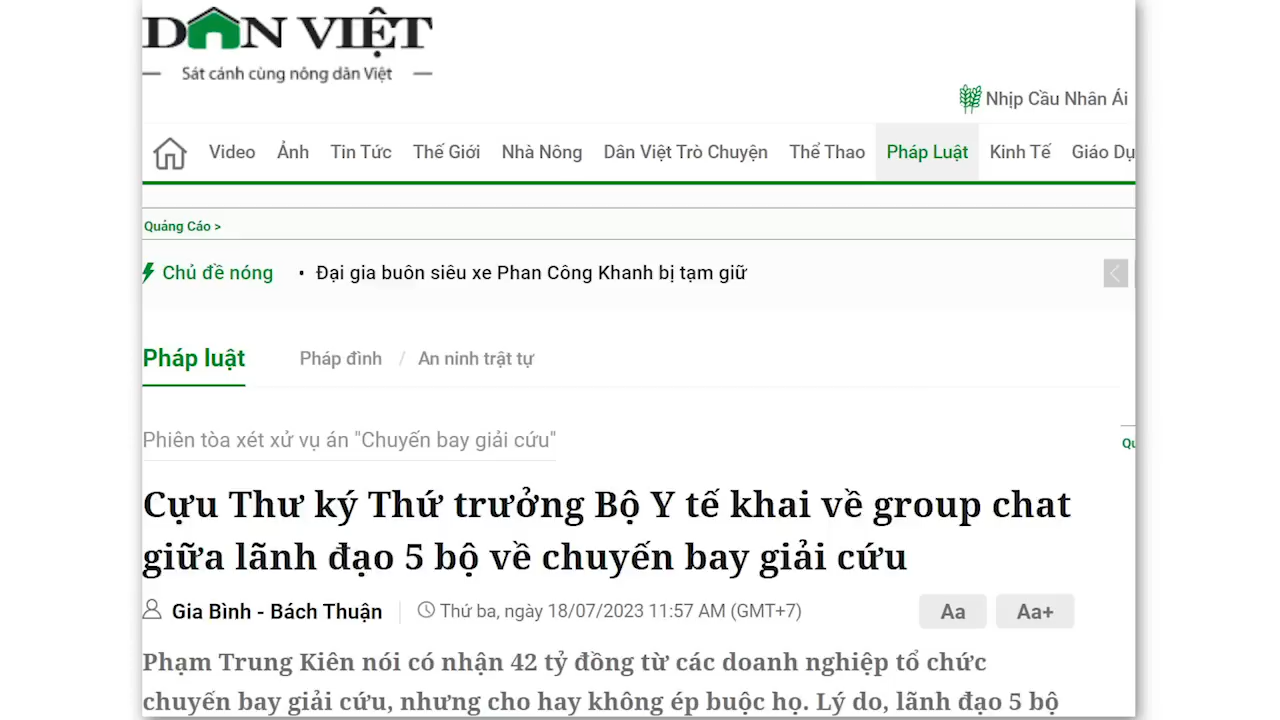 DÂN VIỆT
Sát cánh cùng nông dân Việt
Nhịp Cầu Nhân Ái
Video Ảnh Tin Tức Thế Giới Nhà Nông Dân Việt Trò Chuyện Thể Thao Pháp Luật Kinh Tế Giáo Dụ
Quảng Cáo >
Chủ đề nóng • Đại gia buôn siêu xe Phan Công Khanh bị tạm giữ
Pháp luật Pháp đình / An ninh trật tự
Phiên tòa xét xử vụ án "Chuyến bay giải cứu"
Qu
Cựu Thư ký Thứ trưởng Bộ Y tế khai về group chat
giữa lãnh đạo 5 bộ về chuyến bay giải cứu
Gia Bình - Bách Thuận Thứ ba, ngày 18/07/2023 11:57 AM (GMT+7) Aa Aa+
Phạm Trung Kiên nói có nhận 42 tỷ đồng từ các doanh nghiệp tổ chức
chuyến bay giải cứu, nhưng cho hay không ép buộc họ. Lý do, lãnh đạo 5 bộ